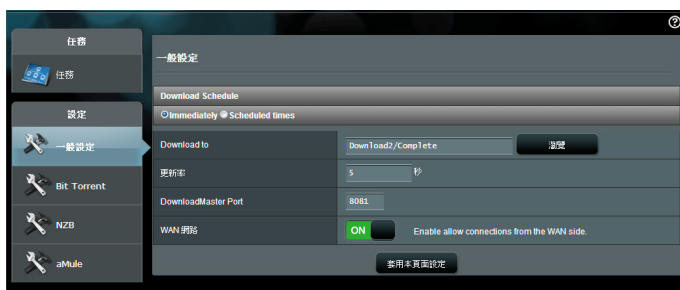 任務
任務
設定
一般設定
Bit Torrent
NZB
aMule
一般設定
Download Schedule
Immediately Scheduled times
Download to Download2/Complete 瀏覽
更新率 5 秒
DownloadMaster Port 8081
WAN 網路 ON Enable allow connections from the WAN side.
套用本頁面設定